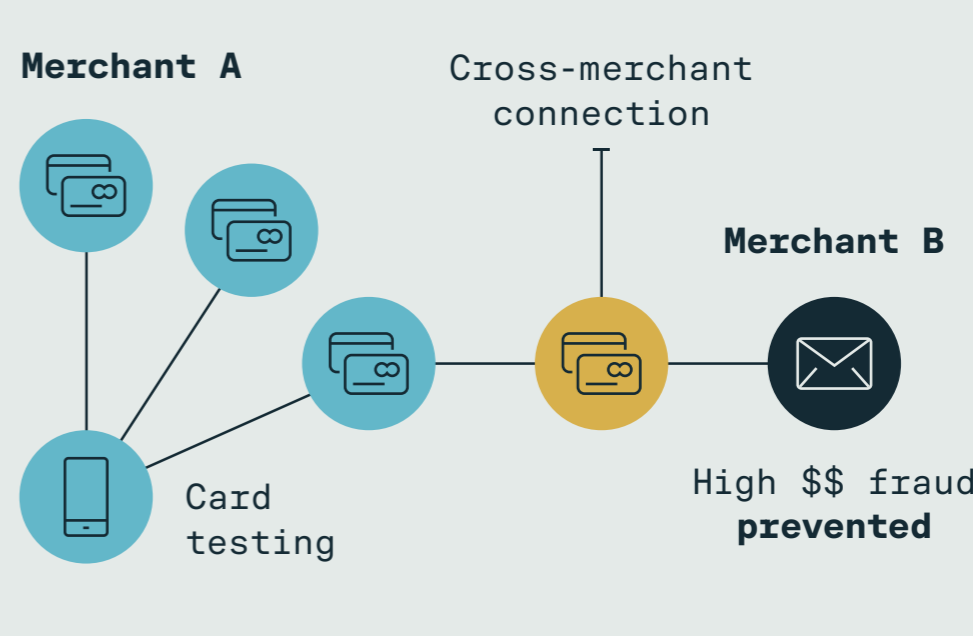 Merchant A
Cross-merchant
connection
Merchant B
Card
testing
High $$ fraud
prevented